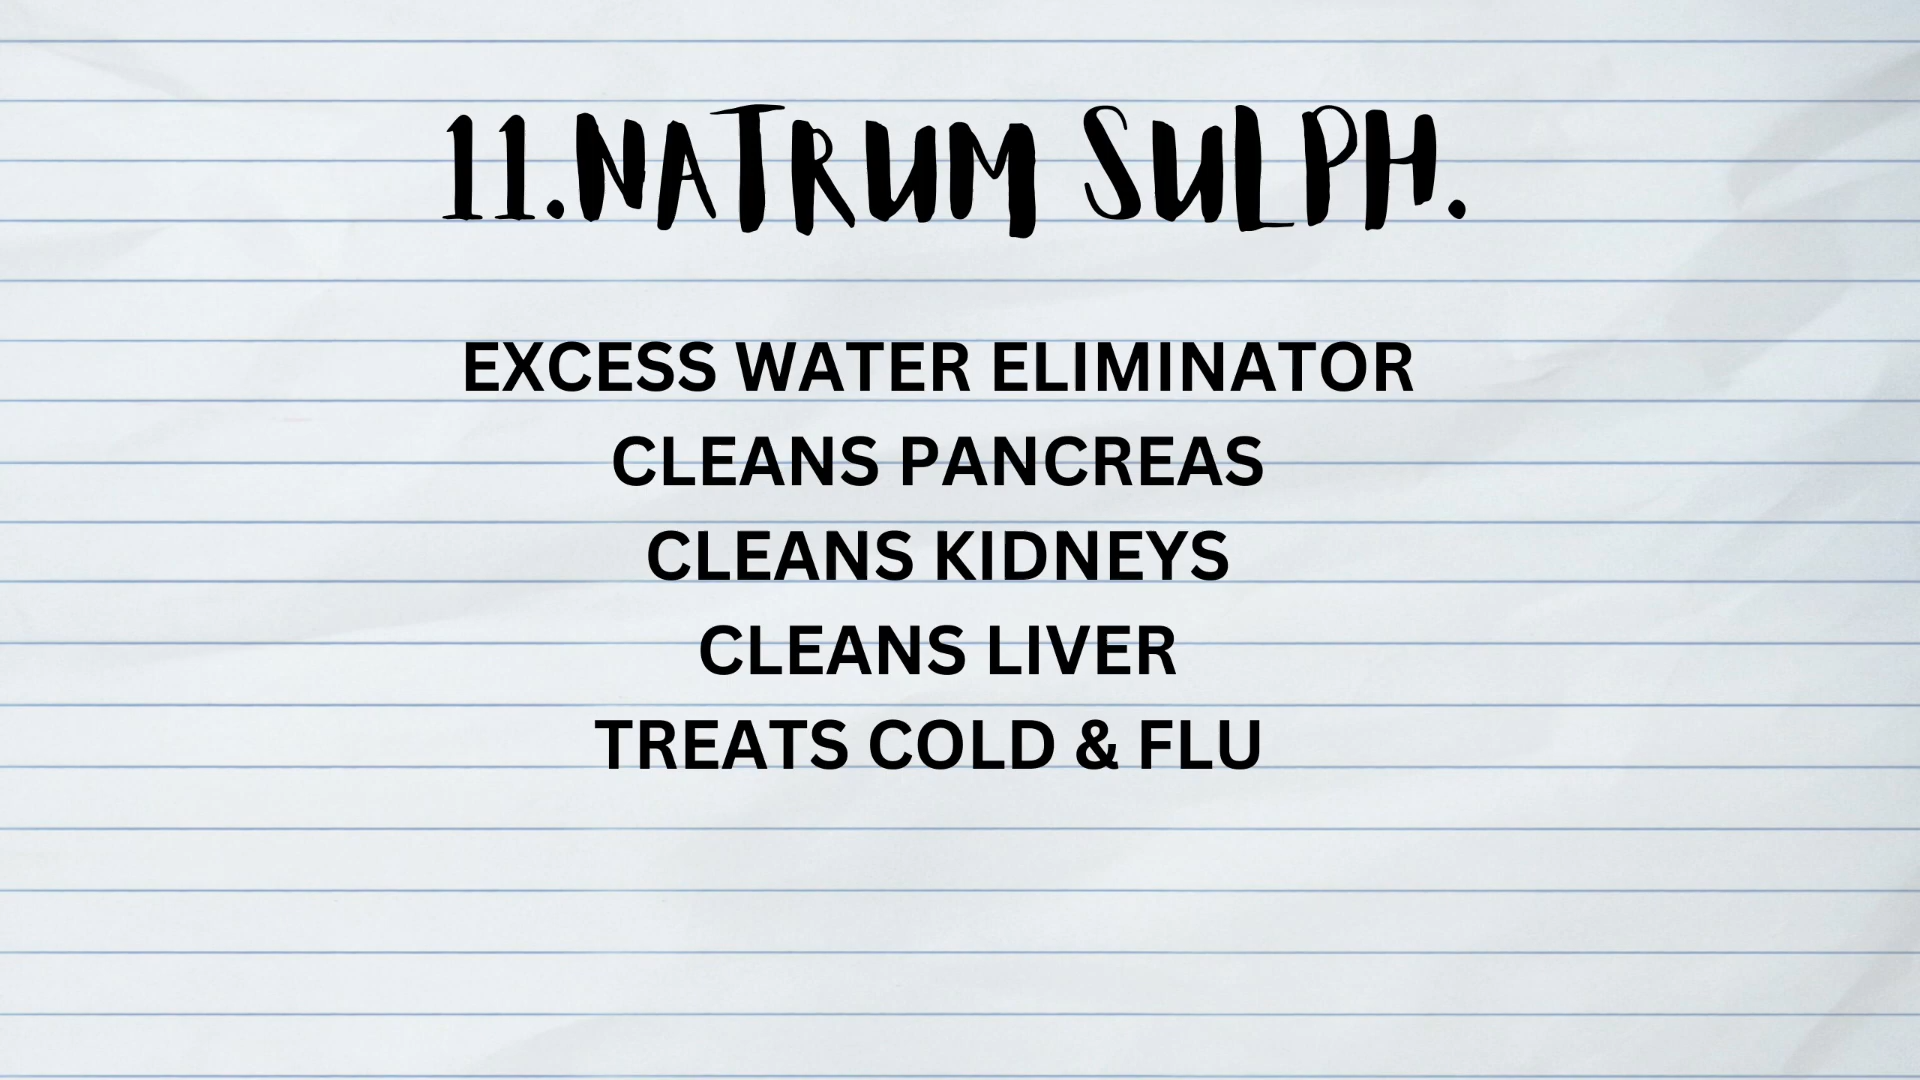 11.NATRUM SULPH.
EXCESS WATER ELIMINATOR
CLEANS PANCREAS
CLEANS KIDNEYS
CLEANS LIVER
TREATS COLD & FLU